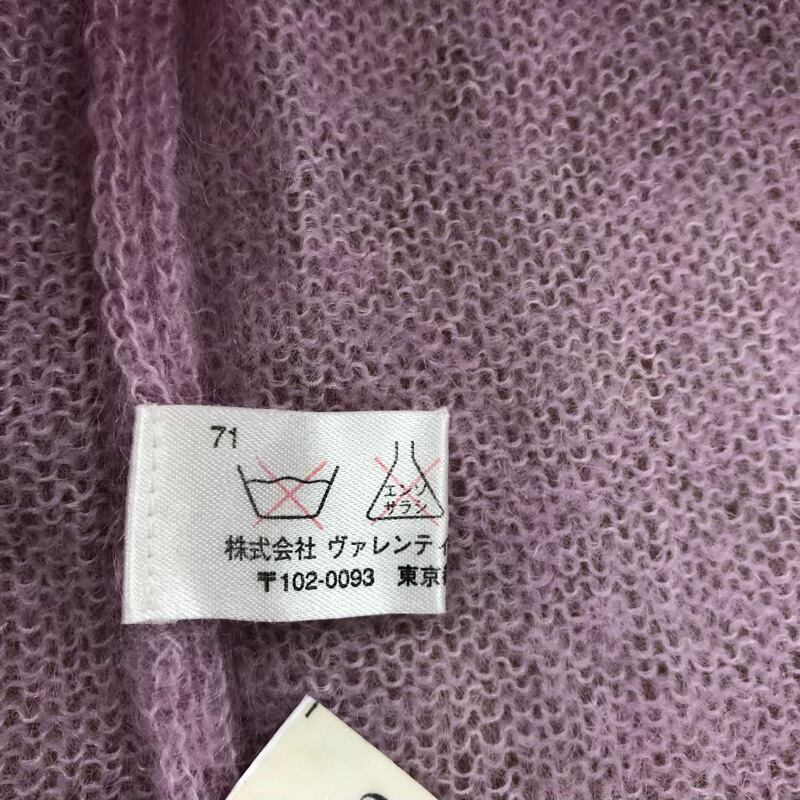 71
エンソ
サラシ
株式会社 ヴァレンティ
〒102-0093 東京